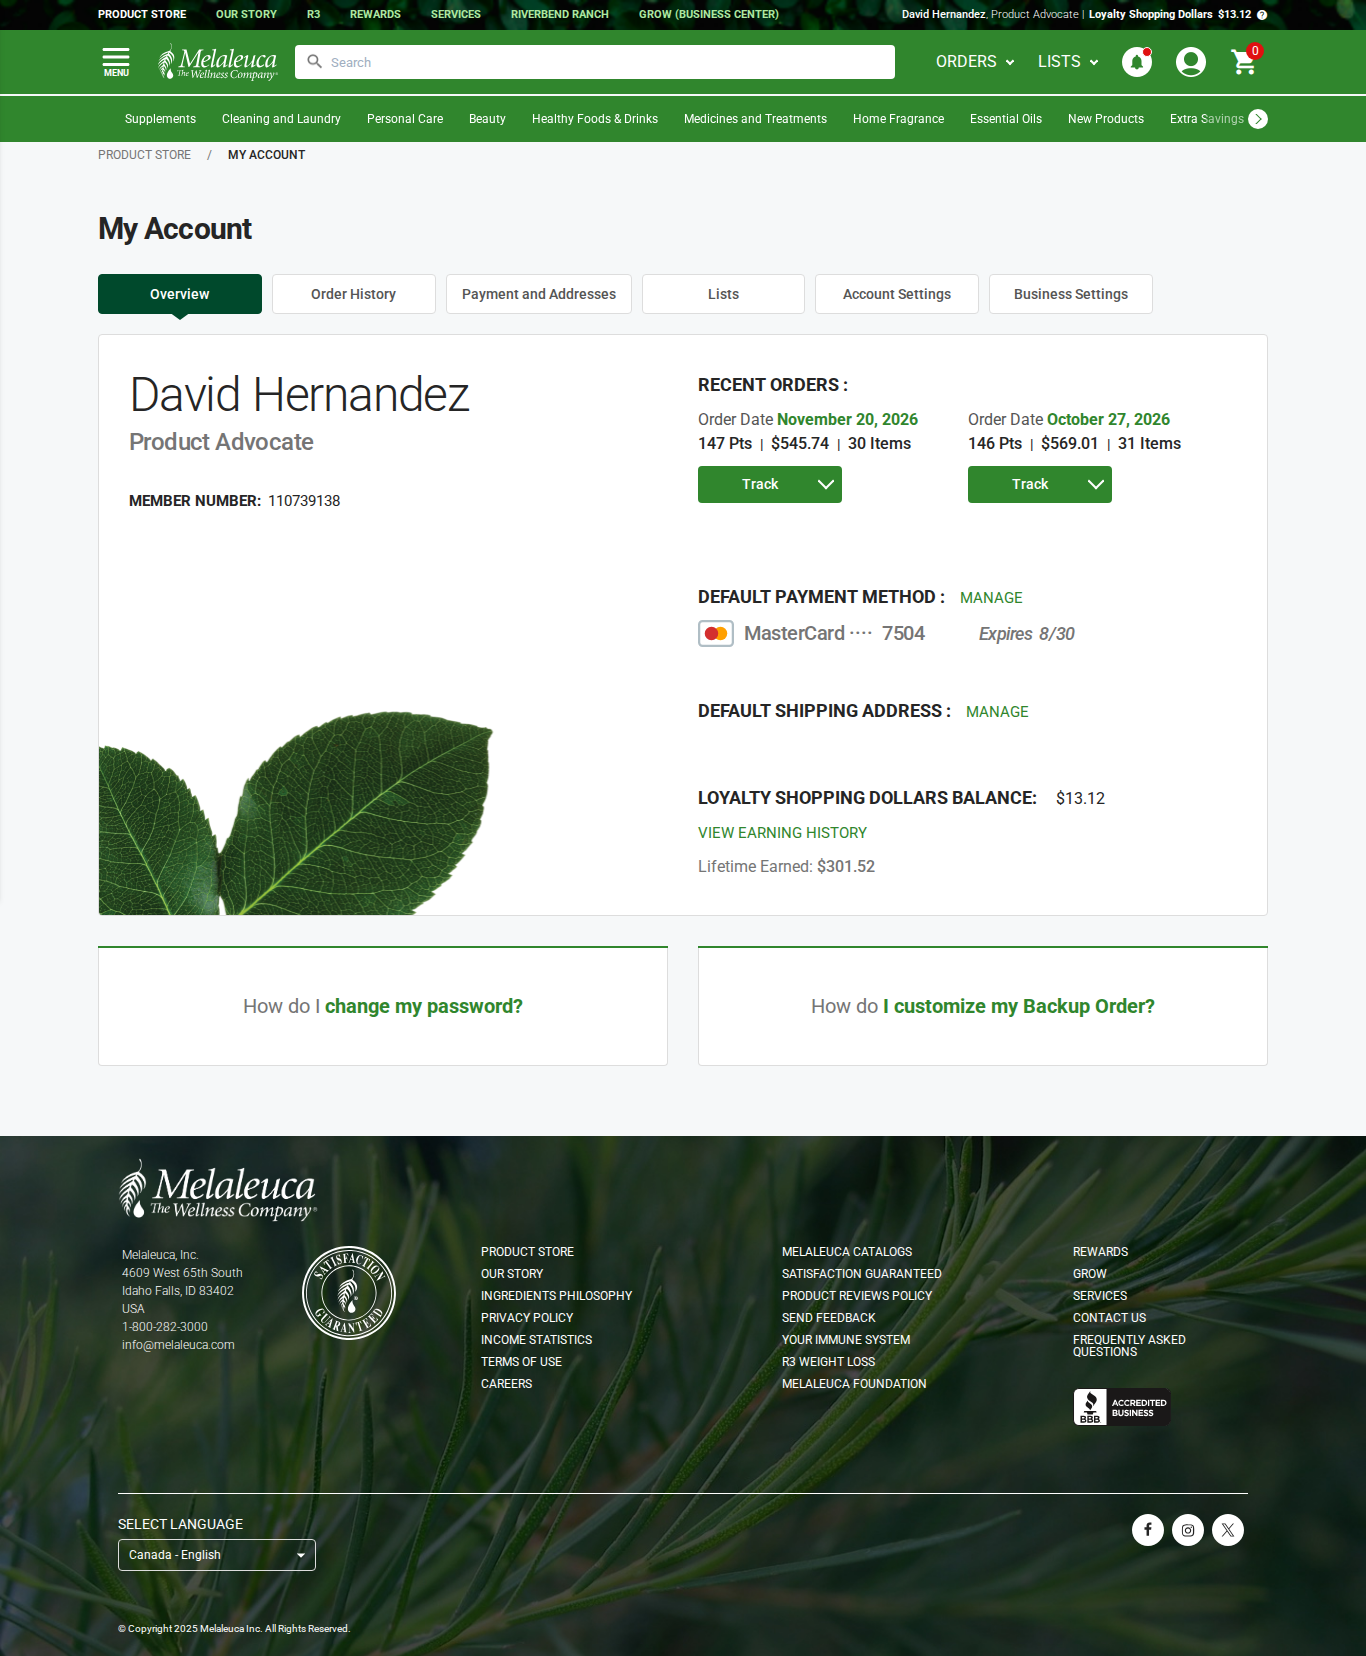 PRODUCT STORE OUR STORY R3 REWARDS SERVICES RIVERBEND RANCH GROW (BUSINESS CENTER) David Hernandez, Product Advocate | Loyalty Shopping Dollars $13.12 ?
MENU Melaleuca The Wellness Company® Search ORDERS LISTS 0
Supplements Cleaning and Laundry Personal Care Beauty Healthy Foods & Drinks Medicines and Treatments Home Fragrance Essential Oils New Products Extra Savings
PRODUCT STORE / MY ACCOUNT
My Account
Overview Order History Payment and Addresses Lists Account Settings Business Settings
David Hernandez
Product Advocate
MEMBER NUMBER: 110739138
RECENT ORDERS :
Order Date November 20, 2026
147 Pts | $545.74 | 30 Items
Track
Order Date October 27, 2026
146 Pts | $569.01 | 31 Items
Track
DEFAULT PAYMENT METHOD : MANAGE
MasterCard ···· 7504 Expires 8/30
DEFAULT SHIPPING ADDRESS : MANAGE
LOYALTY SHOPPING DOLLARS BALANCE: $13.12
VIEW EARNING HISTORY
Lifetime Earned: $301.52
How do I change my password?
How do I customize my Backup Order?
Melaleuca
The Wellness Company®
Melaleuca, Inc.
4609 West 65th South
Idaho Falls, ID 83402
USA
1-800-282-3000
info@melaleuca.com
SATISFACTION
GUARANTEED
PRODUCT STORE
OUR STORY
INGREDIENTS PHILOSOPHY
PRIVACY POLICY
INCOME STATISTICS
TERMS OF USE
CAREERS
MELALEUCA CATALOGS
SATISFACTION GUARANTEED
PRODUCT REVIEWS POLICY
SEND FEEDBACK
YOUR IMMUNE SYSTEM
R3 WEIGHT LOSS
MELALEUCA FOUNDATION
REWARDS
GROW
SERVICES
CONTACT US
FREQUENTLY ASKED
QUESTIONS
BBB
ACCREDITED
BUSINESS
SELECT LANGUAGE
Canada - English
© Copyright 2025 Melaleuca Inc. All Rights Reserved.